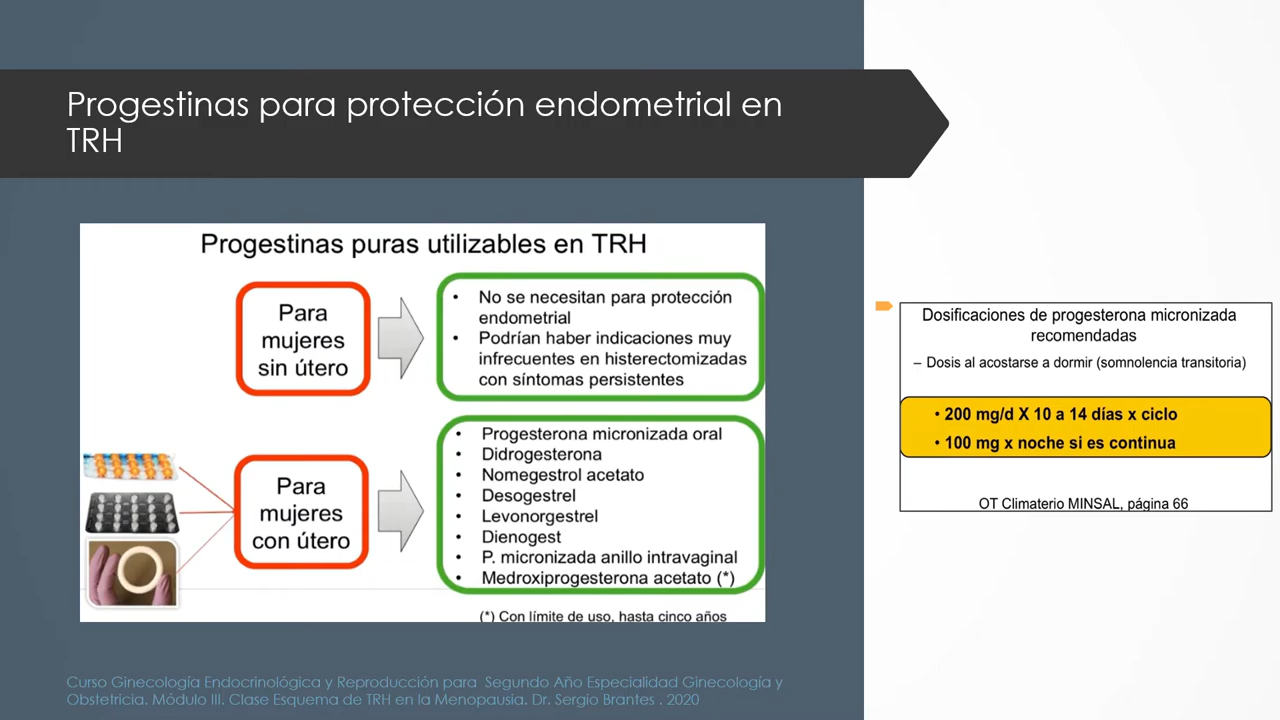 Progestinas para protección endometrial en
TRH
Progestinas puras utilizables en TRH
Para
mujeres
sin útero
• No se necesitan para protección
endometrial
• Podrían haber indicaciones muy
infrecuentes en histerectomizadas
con síntomas persistentes
Para
mujeres
con útero
• Progesterona micronizada oral
• Didrogesterona
• Nomegestrol acetato
• Desogestrel
• Levonorgestrel
• Dienogest
• P. micronizada anillo intravaginal
• Medroxiprogesterona acetato (*)
(*) Con límite de uso, hasta cinco años
Dosificaciones de progesterona micronizada
recomendadas
– Dosis al acostarse a dormir (somnolencia transitoria)
• 200 mg/d X 10 a 14 días x ciclo
• 100 mg x noche si es continua
OT Climaterio MINSAL, página 66
Curso Ginecología Endocrinológica y Reproducción para Segundo Año Especialidad Ginecología y
Obstetricia. Módulo III. Clase Esquema de TRH en la Menopausia. Dr. Sergio Brantes . 2020